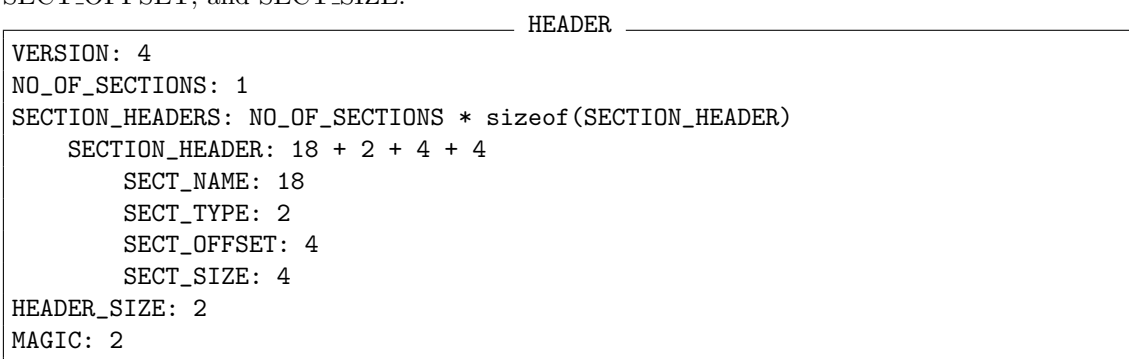 SECT_OFFSET, and SECT_SIZE.
HEADER
VERSION: 4
NO_OF_SECTIONS: 1
SECTION_HEADERS: NO_OF_SECTIONS * sizeof(SECTION_HEADER)
SECTION_HEADER: 18 + 2 + 4 + 4
SECT_NAME: 18
SECT_TYPE: 2
SECT_OFFSET: 4
SECT_SIZE: 4
HEADER_SIZE: 2
MAGIC: 2